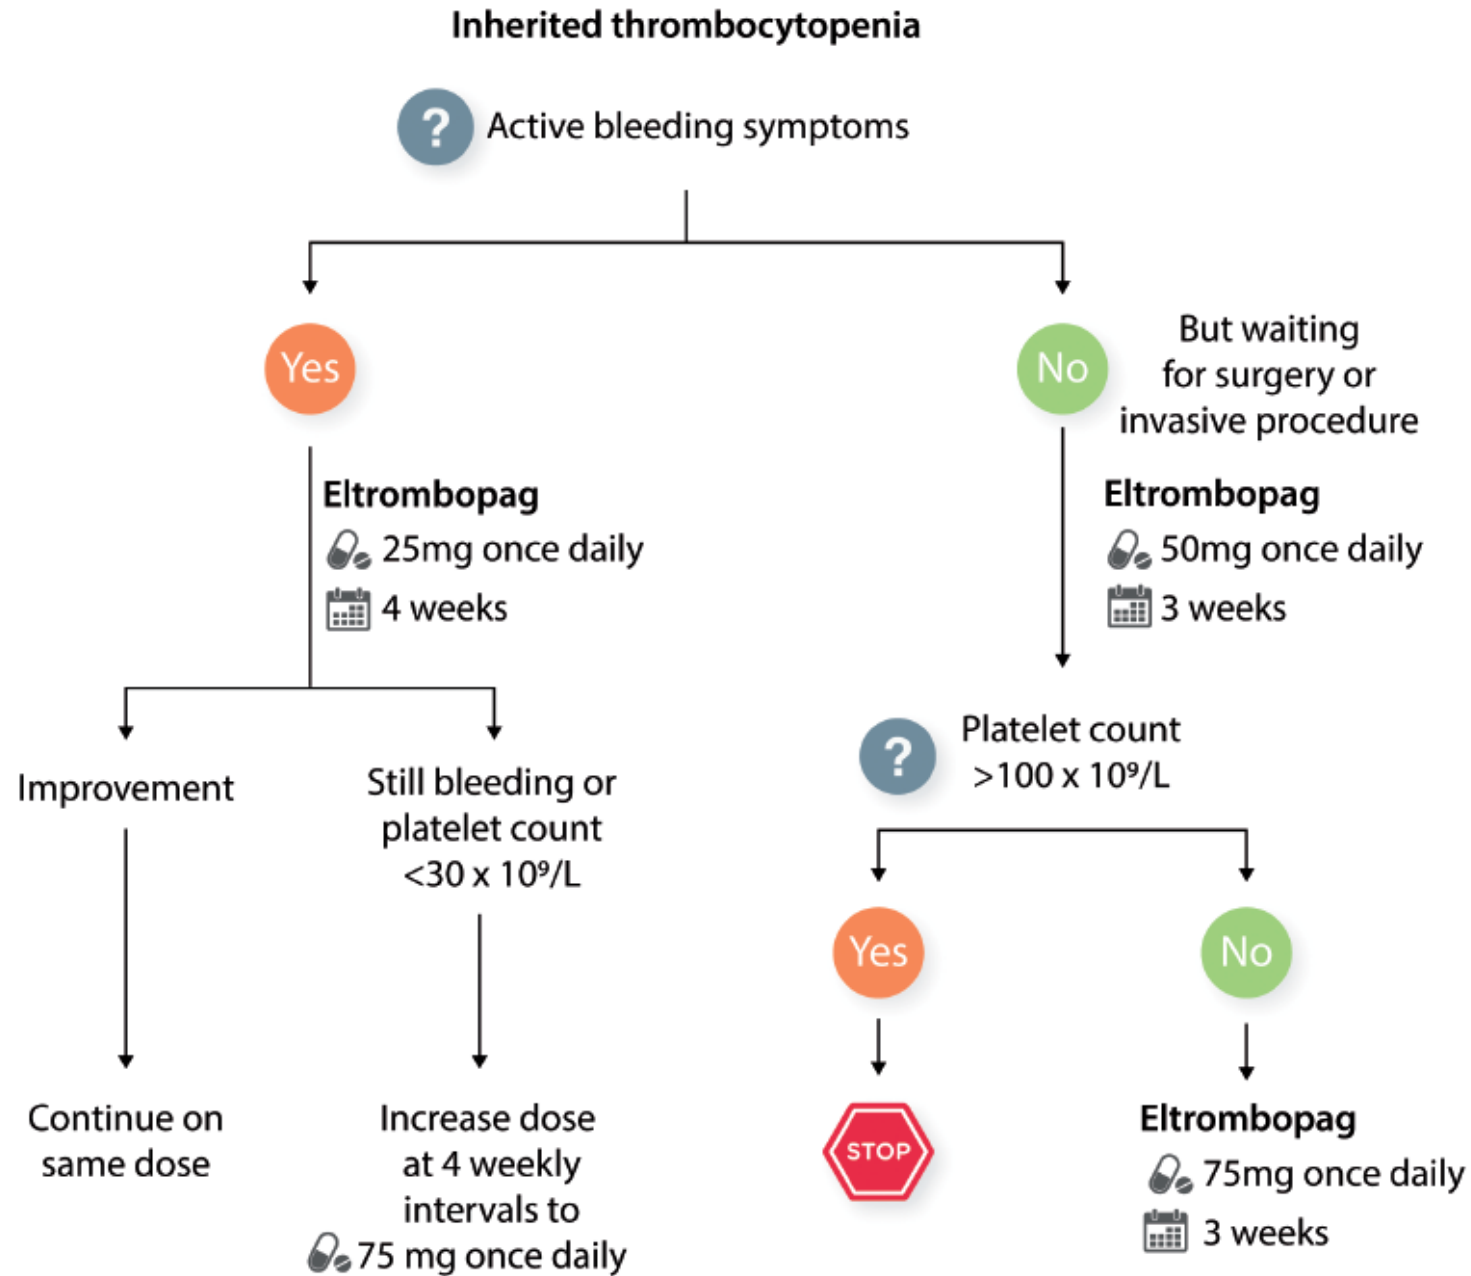 Inherited thrombocytopenia
?
Active bleeding symptoms
Yes
Eltrombopag
25mg once daily
4 weeks
Improvement
Continue on
same dose
Still bleeding or
platelet count
<30 x 10⁹/L
Increase dose
at 4 weekly
intervals to
75 mg once daily
No
But waiting
for surgery or
invasive procedure
Eltrombopag
50mg once daily
3 weeks
?
Platelet count
>100 x 10⁹/L
Yes
STOP
No
Eltrombopag
75mg once daily
3 weeks